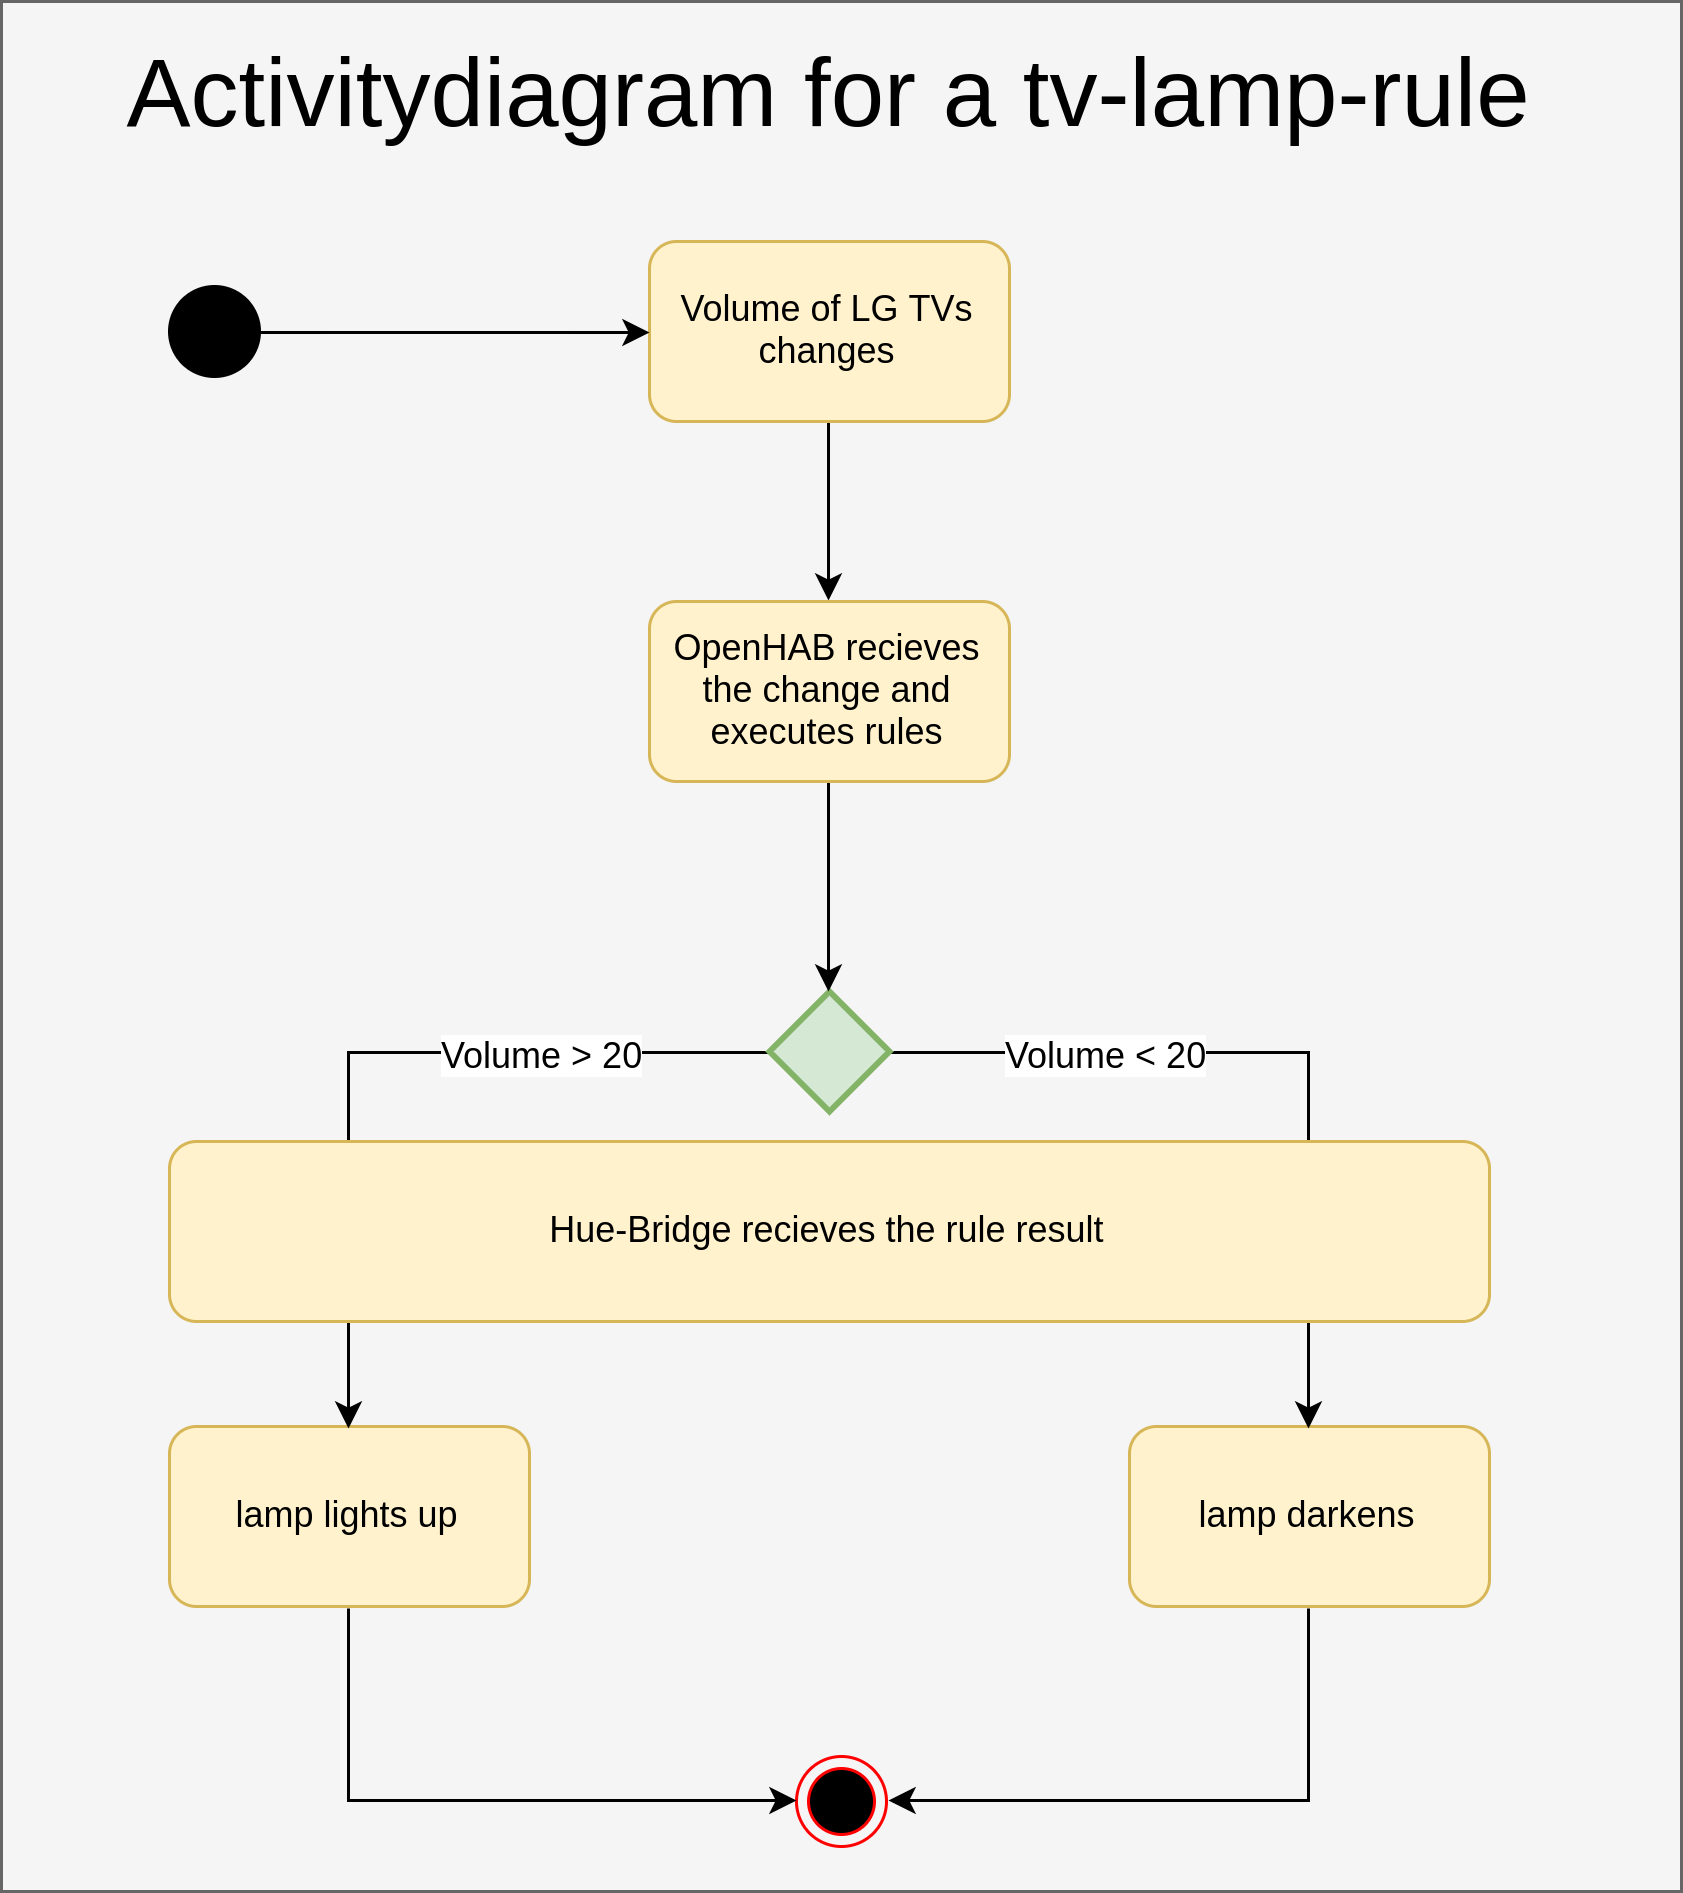 Activitydiagram for a tv-lamp-rule
Volume of LG TVs
changes
OpenHAB recieves
the change and
executes rules
Volume > 20
Volume < 20
Hue-Bridge recieves the rule result
lamp lights up
lamp darkens